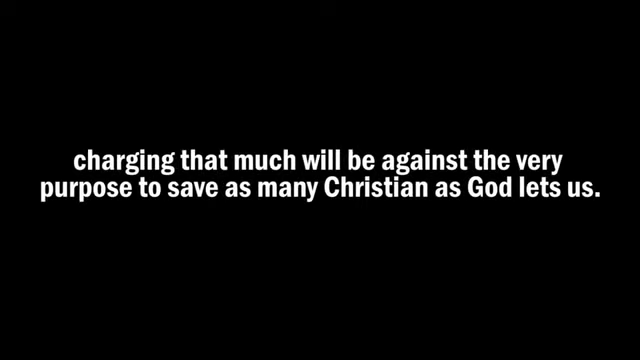 charging that much will be against the very
purpose to save as many Christian as God lets us.